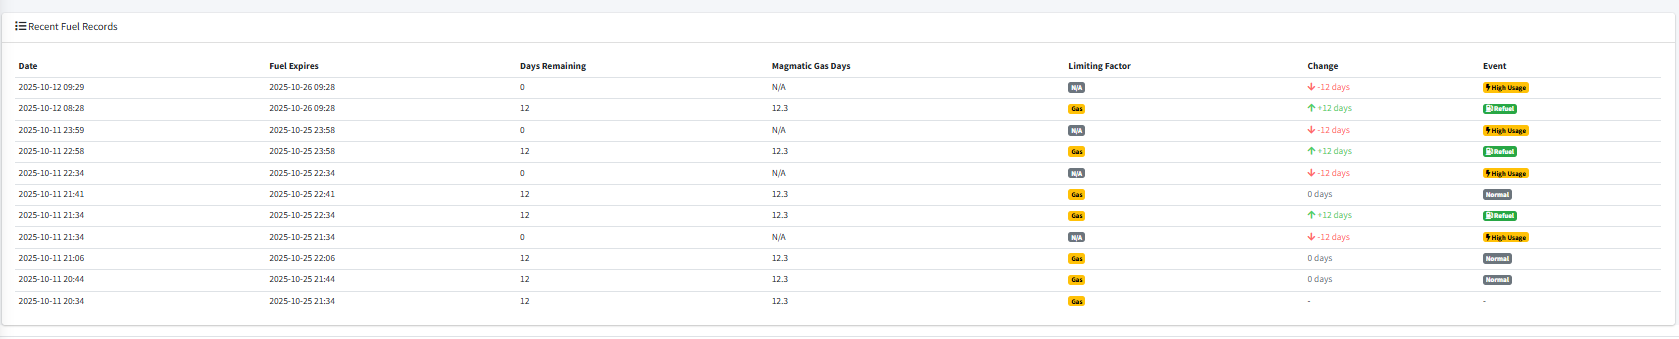 Recent Fuel Records
Date Fuel Expires Days Remaining Magmatic Gas Days Limiting Factor Change Event
2025-10-12 09:29 2025-10-26 09:28 0 N/A N/A -12 days High Usage
2025-10-12 08:28 2025-10-26 09:28 12 12.3 Gas +12 days Refuel
2025-10-11 23:59 2025-10-25 23:58 0 N/A N/A -12 days High Usage
2025-10-11 22:58 2025-10-25 23:58 12 12.3 Gas +12 days Refuel
2025-10-11 22:34 2025-10-25 22:34 0 N/A N/A -12 days High Usage
2025-10-11 21:41 2025-10-25 22:41 12 12.3 Gas 0 days Normal
2025-10-11 21:34 2025-10-25 22:34 12 12.3 Gas +12 days Refuel
2025-10-11 21:34 2025-10-25 21:34 0 N/A N/A -12 days High Usage
2025-10-11 21:06 2025-10-25 22:06 12 12.3 Gas 0 days Normal
2025-10-11 20:44 2025-10-25 21:44 12 12.3 Gas 0 days Normal
2025-10-11 20:34 2025-10-25 21:34 12 12.3 Gas - -